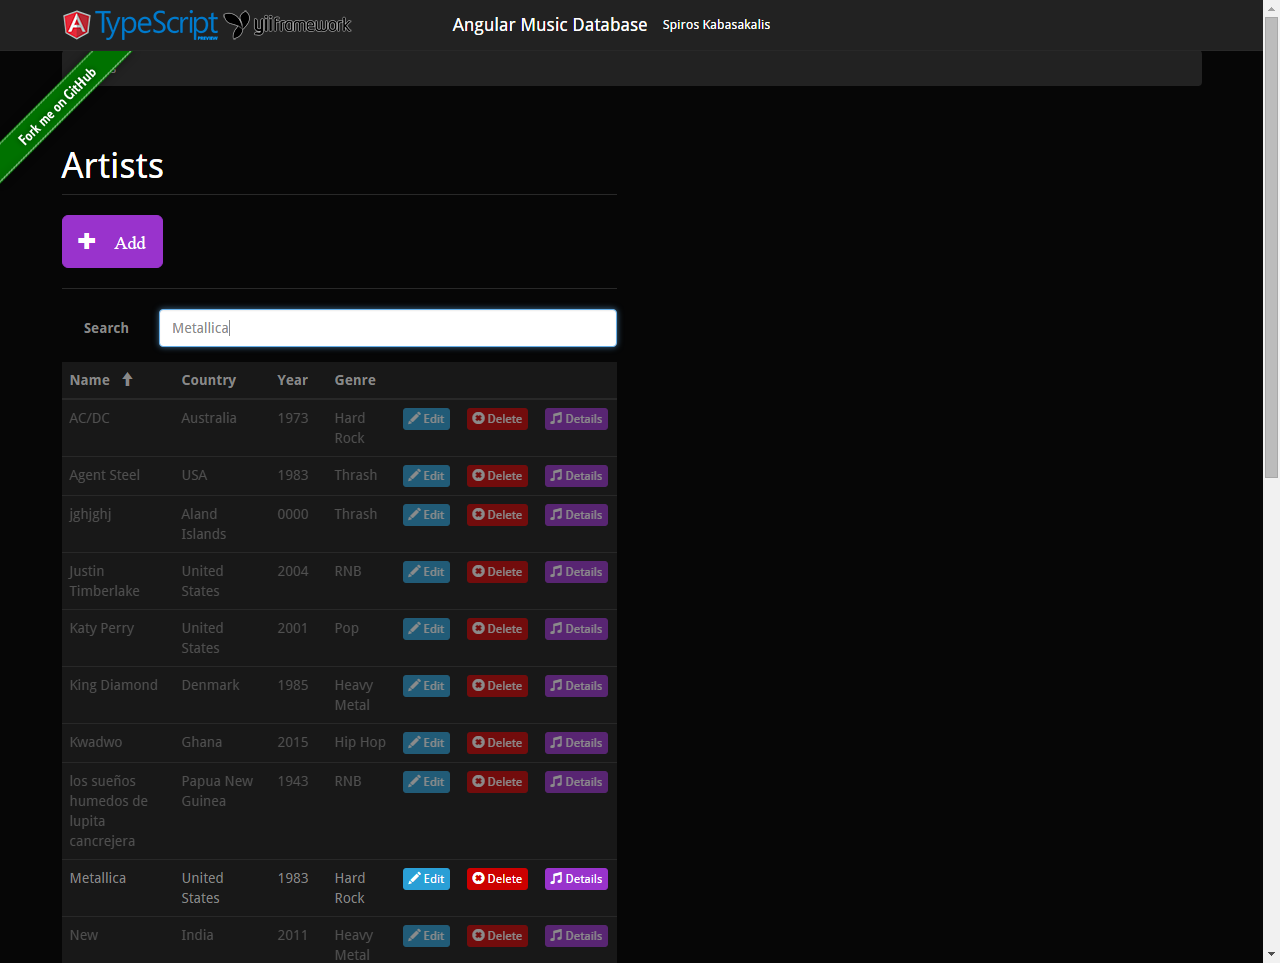 TypeScript PREVIEW yiiframework Angular Music Database Spiros Kabasakalis
Fork me on GitHub
Artists
Add
Search Metallica
Name Country Year Genre
AC/DC Australia 1973 Hard Edit Delete Details
Rock
Agent Steel USA 1983 Thrash Edit Delete Details
jghjghj Aland 0000 Thrash Edit Delete Details
Islands
Justin United 2004 RNB Edit Delete Details
Timberlake States
Katy Perry United 2001 Pop Edit Delete Details
States
King Diamond Denmark 1985 Heavy Edit Delete Details
Metal
Kwadwo Ghana 2015 Hip Hop Edit Delete Details
los sueños Papua New 1943 RNB Edit Delete Details
humedos de Guinea
lupita
cancrejera
Metallica United 1983 Hard Edit Delete Details
States Rock
New India 2011 Heavy Edit Delete Details
Metal